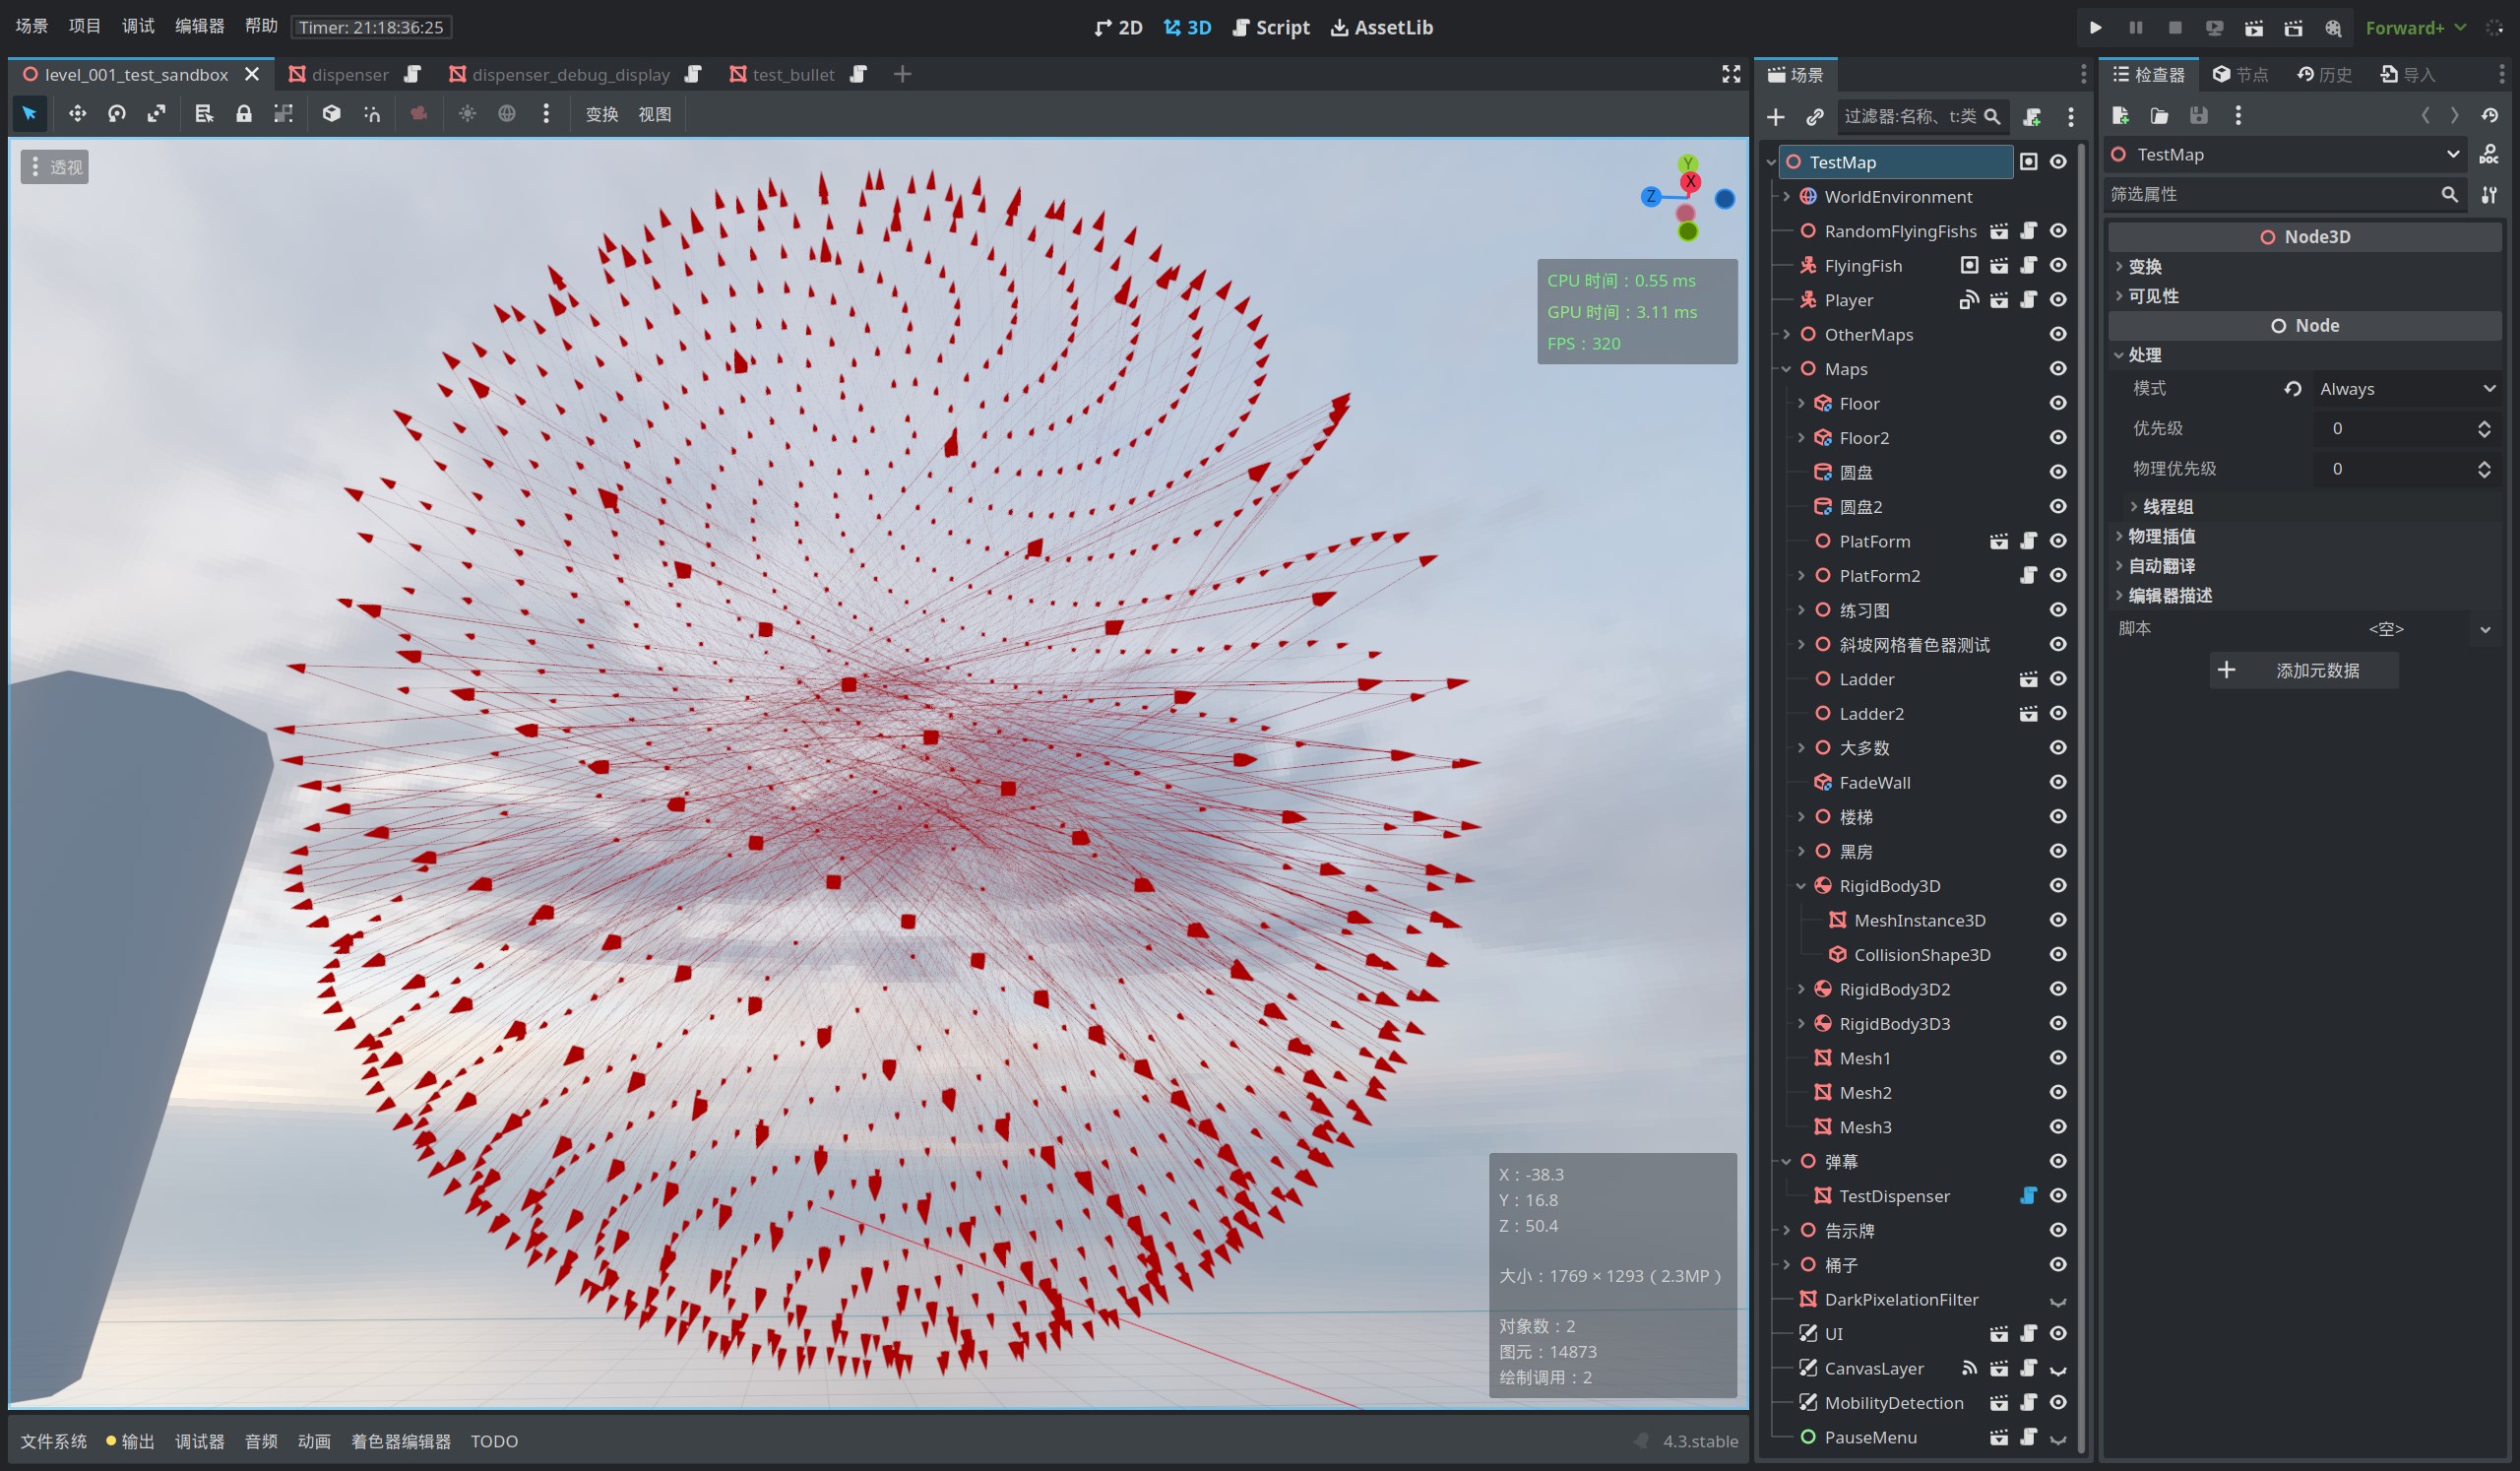 场景 项目 调试 编辑器 帮助 Timer: 21:18:36:25 2D 3D Script AssetLib Forward+
level_001_test_sandbox dispenser dispenser_debug_display test_bullet
变换 视图
透视
Y
X
Z
CPU 时间：0.55 ms
GPU 时间：3.11 ms
FPS：320
X：-38.3
Y：16.8
Z：50.4
大小：1769 × 1293（2.3MP）
对象数：2
图元：14873
绘制调用：2
文件系统 输出 调试器 音频 动画 着色器编辑器 TODO 4.3.stable
场景
过滤器:名称、t:类
TestMap
WorldEnvironment
RandomFlyingFishs
FlyingFish
Player
OtherMaps
Maps
Floor
Floor2
圆盘
圆盘2
PlatForm
PlatForm2
练习图
斜坡网格着色器测试
Ladder
Ladder2
大多数
FadeWall
楼梯
黑房
RigidBody3D
MeshInstance3D
CollisionShape3D
RigidBody3D2
RigidBody3D3
Mesh1
Mesh2
Mesh3
弹幕
TestDispenser
告示牌
桶子
DarkPixelationFilter
UI
CanvasLayer
MobilityDetection
PauseMenu
检查器 节点 历史 导入
TestMap DOC
筛选属性
Node3D
变换
可见性
Node
处理
模式 Always
优先级 0
物理优先级 0
线程组
物理插值
自动翻译
编辑器描述
脚本 <空>
添加元数据